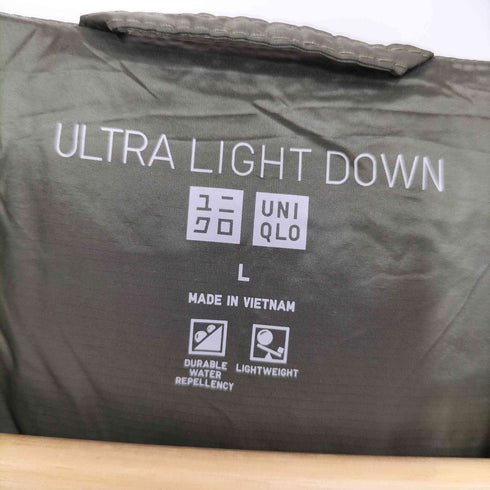 ULTRA LIGHT DOWN
ユニ UNI
クロ QLO
L
MADE IN VIETNAM
DURABLE WATER REPELLENCY
LIGHTWEIGHT